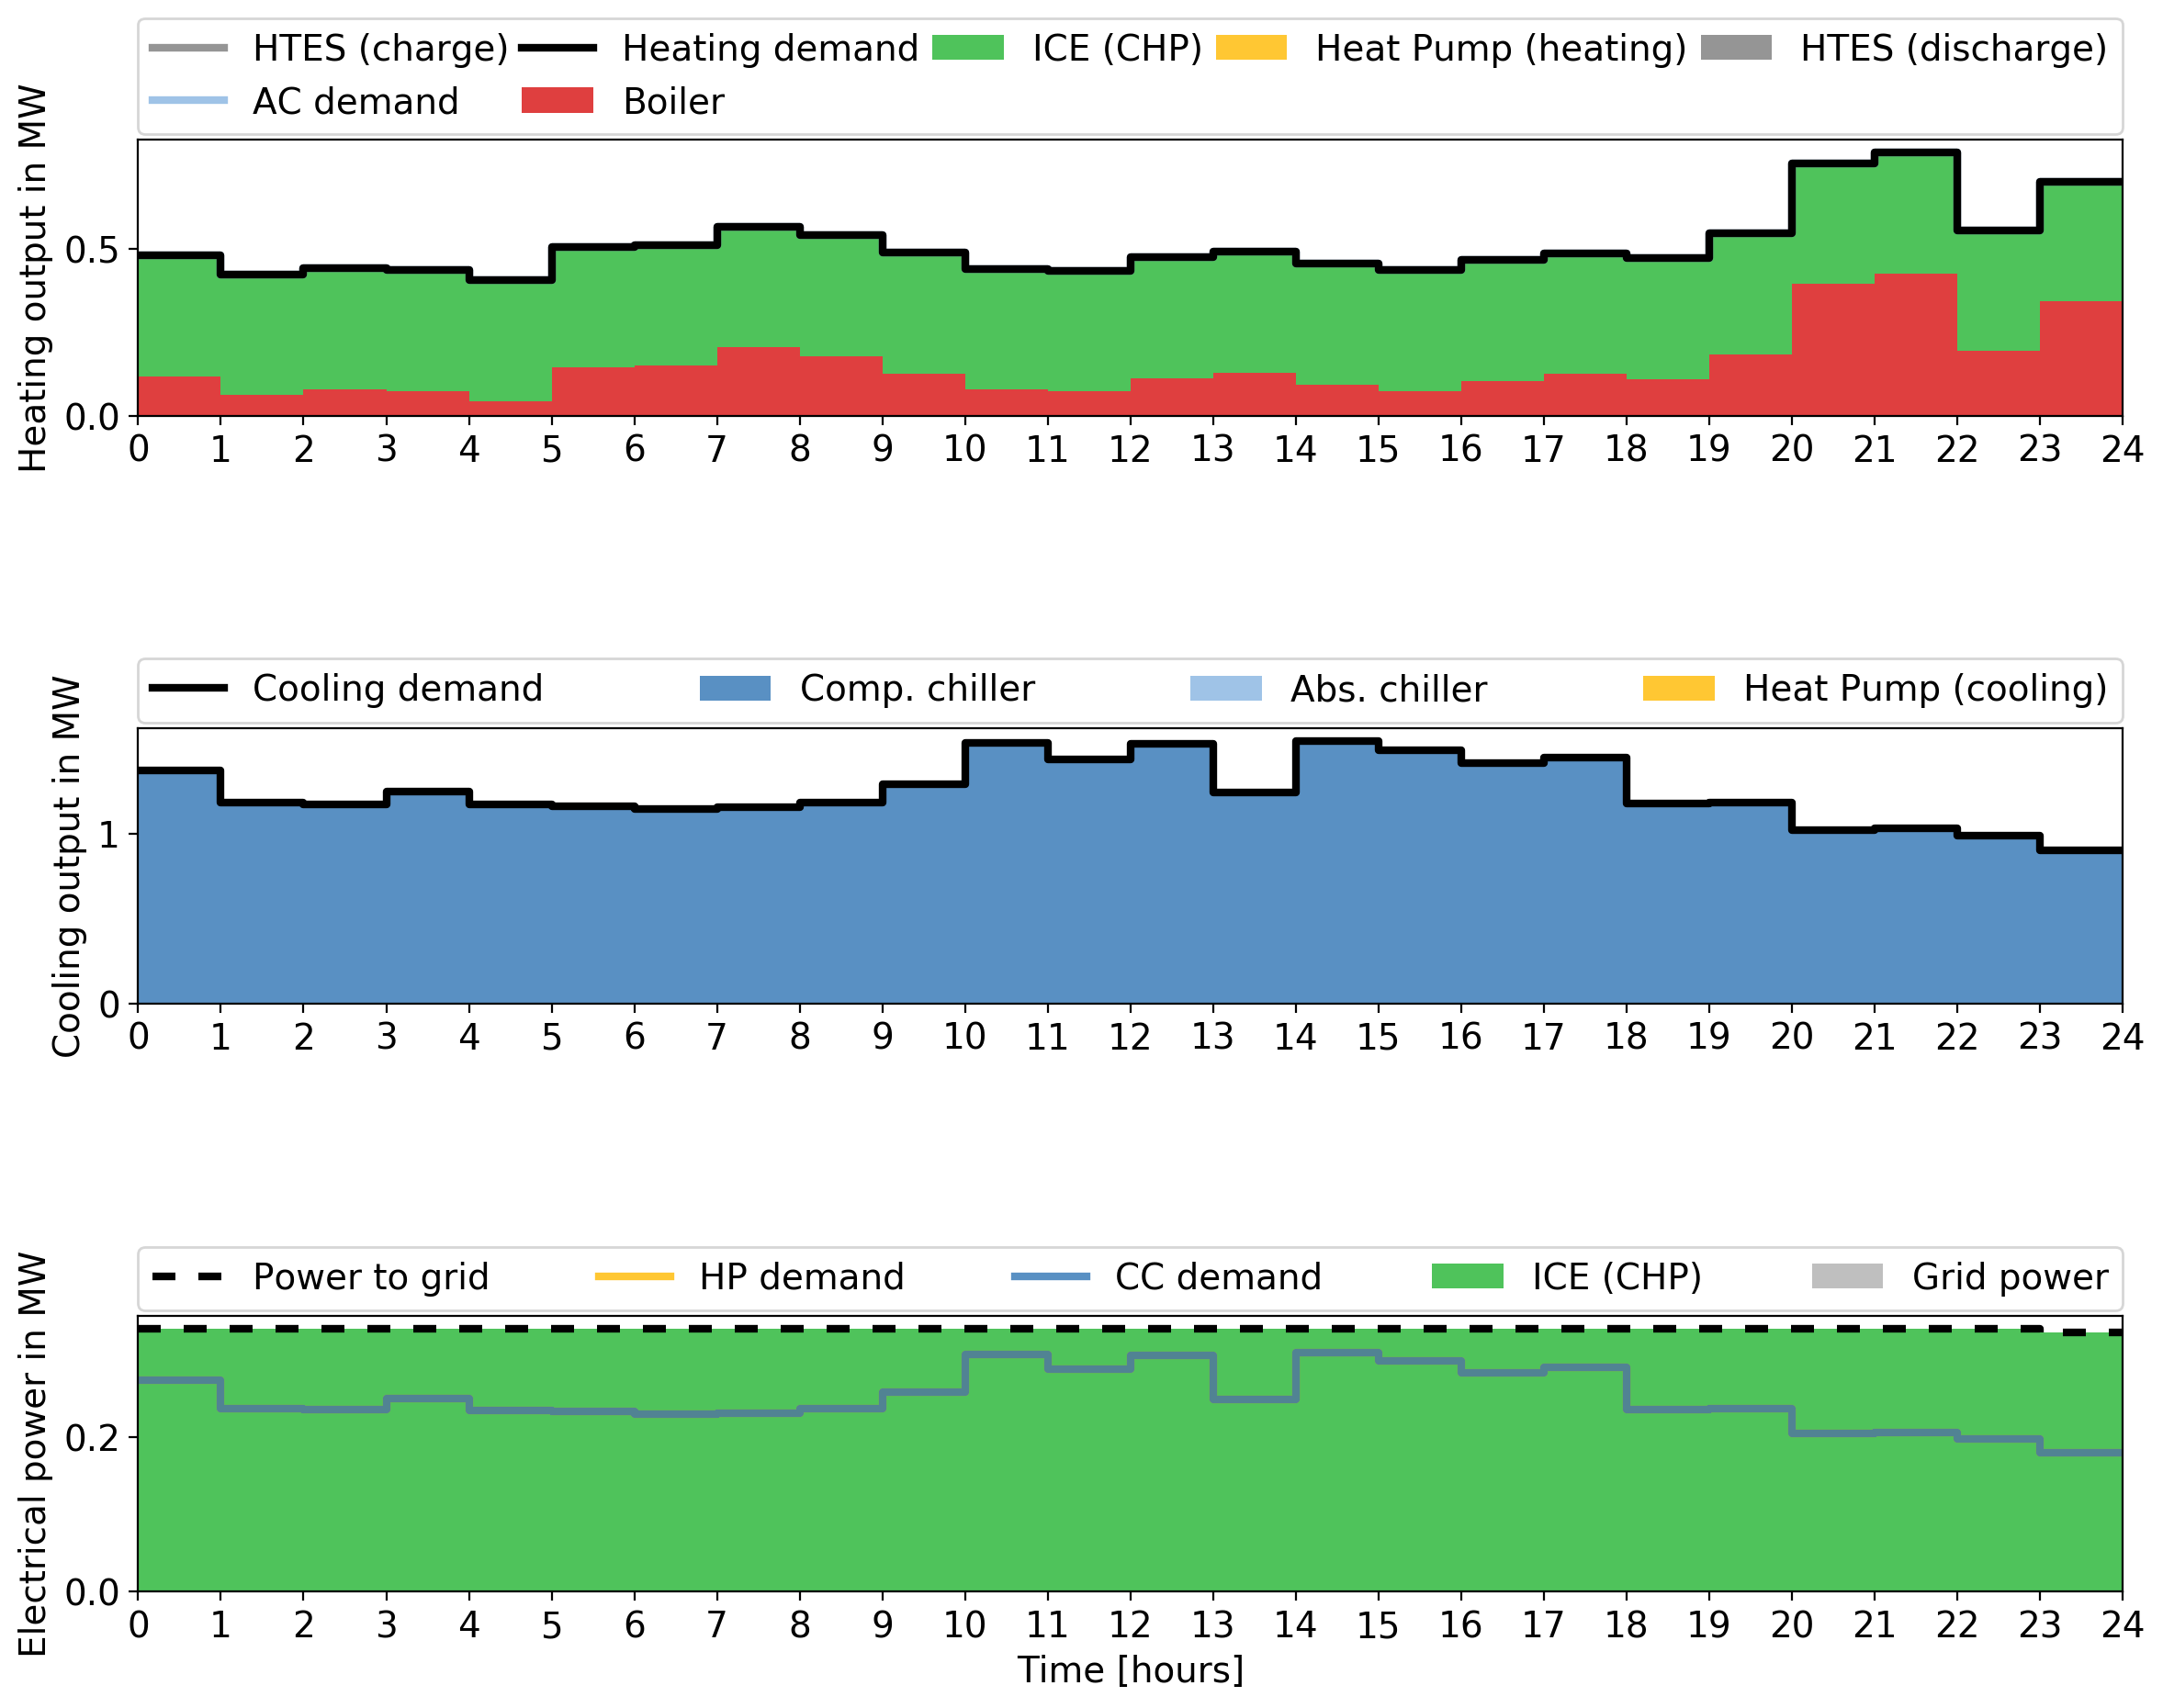 HTES (charge) Heating demand ICE (CHP) Heat Pump (heating) HTES (discharge)
AC demand Boiler
Heating output in MW
0.5
0.0
0 1 2 3 4 5 6 7 8 9 10 11 12 13 14 15 16 17 18 19 20 21 22 23 24
Cooling demand Comp. chiller Abs. chiller Heat Pump (cooling)
Cooling output in MW
1
0
0 1 2 3 4 5 6 7 8 9 10 11 12 13 14 15 16 17 18 19 20 21 22 23 24
Power to grid HP demand CC demand ICE (CHP) Grid power
Electrical power in MW
0.2
0.0
0 1 2 3 4 5 6 7 8 9 10 11 12 13 14 15 16 17 18 19 20 21 22 23 24
Time [hours]